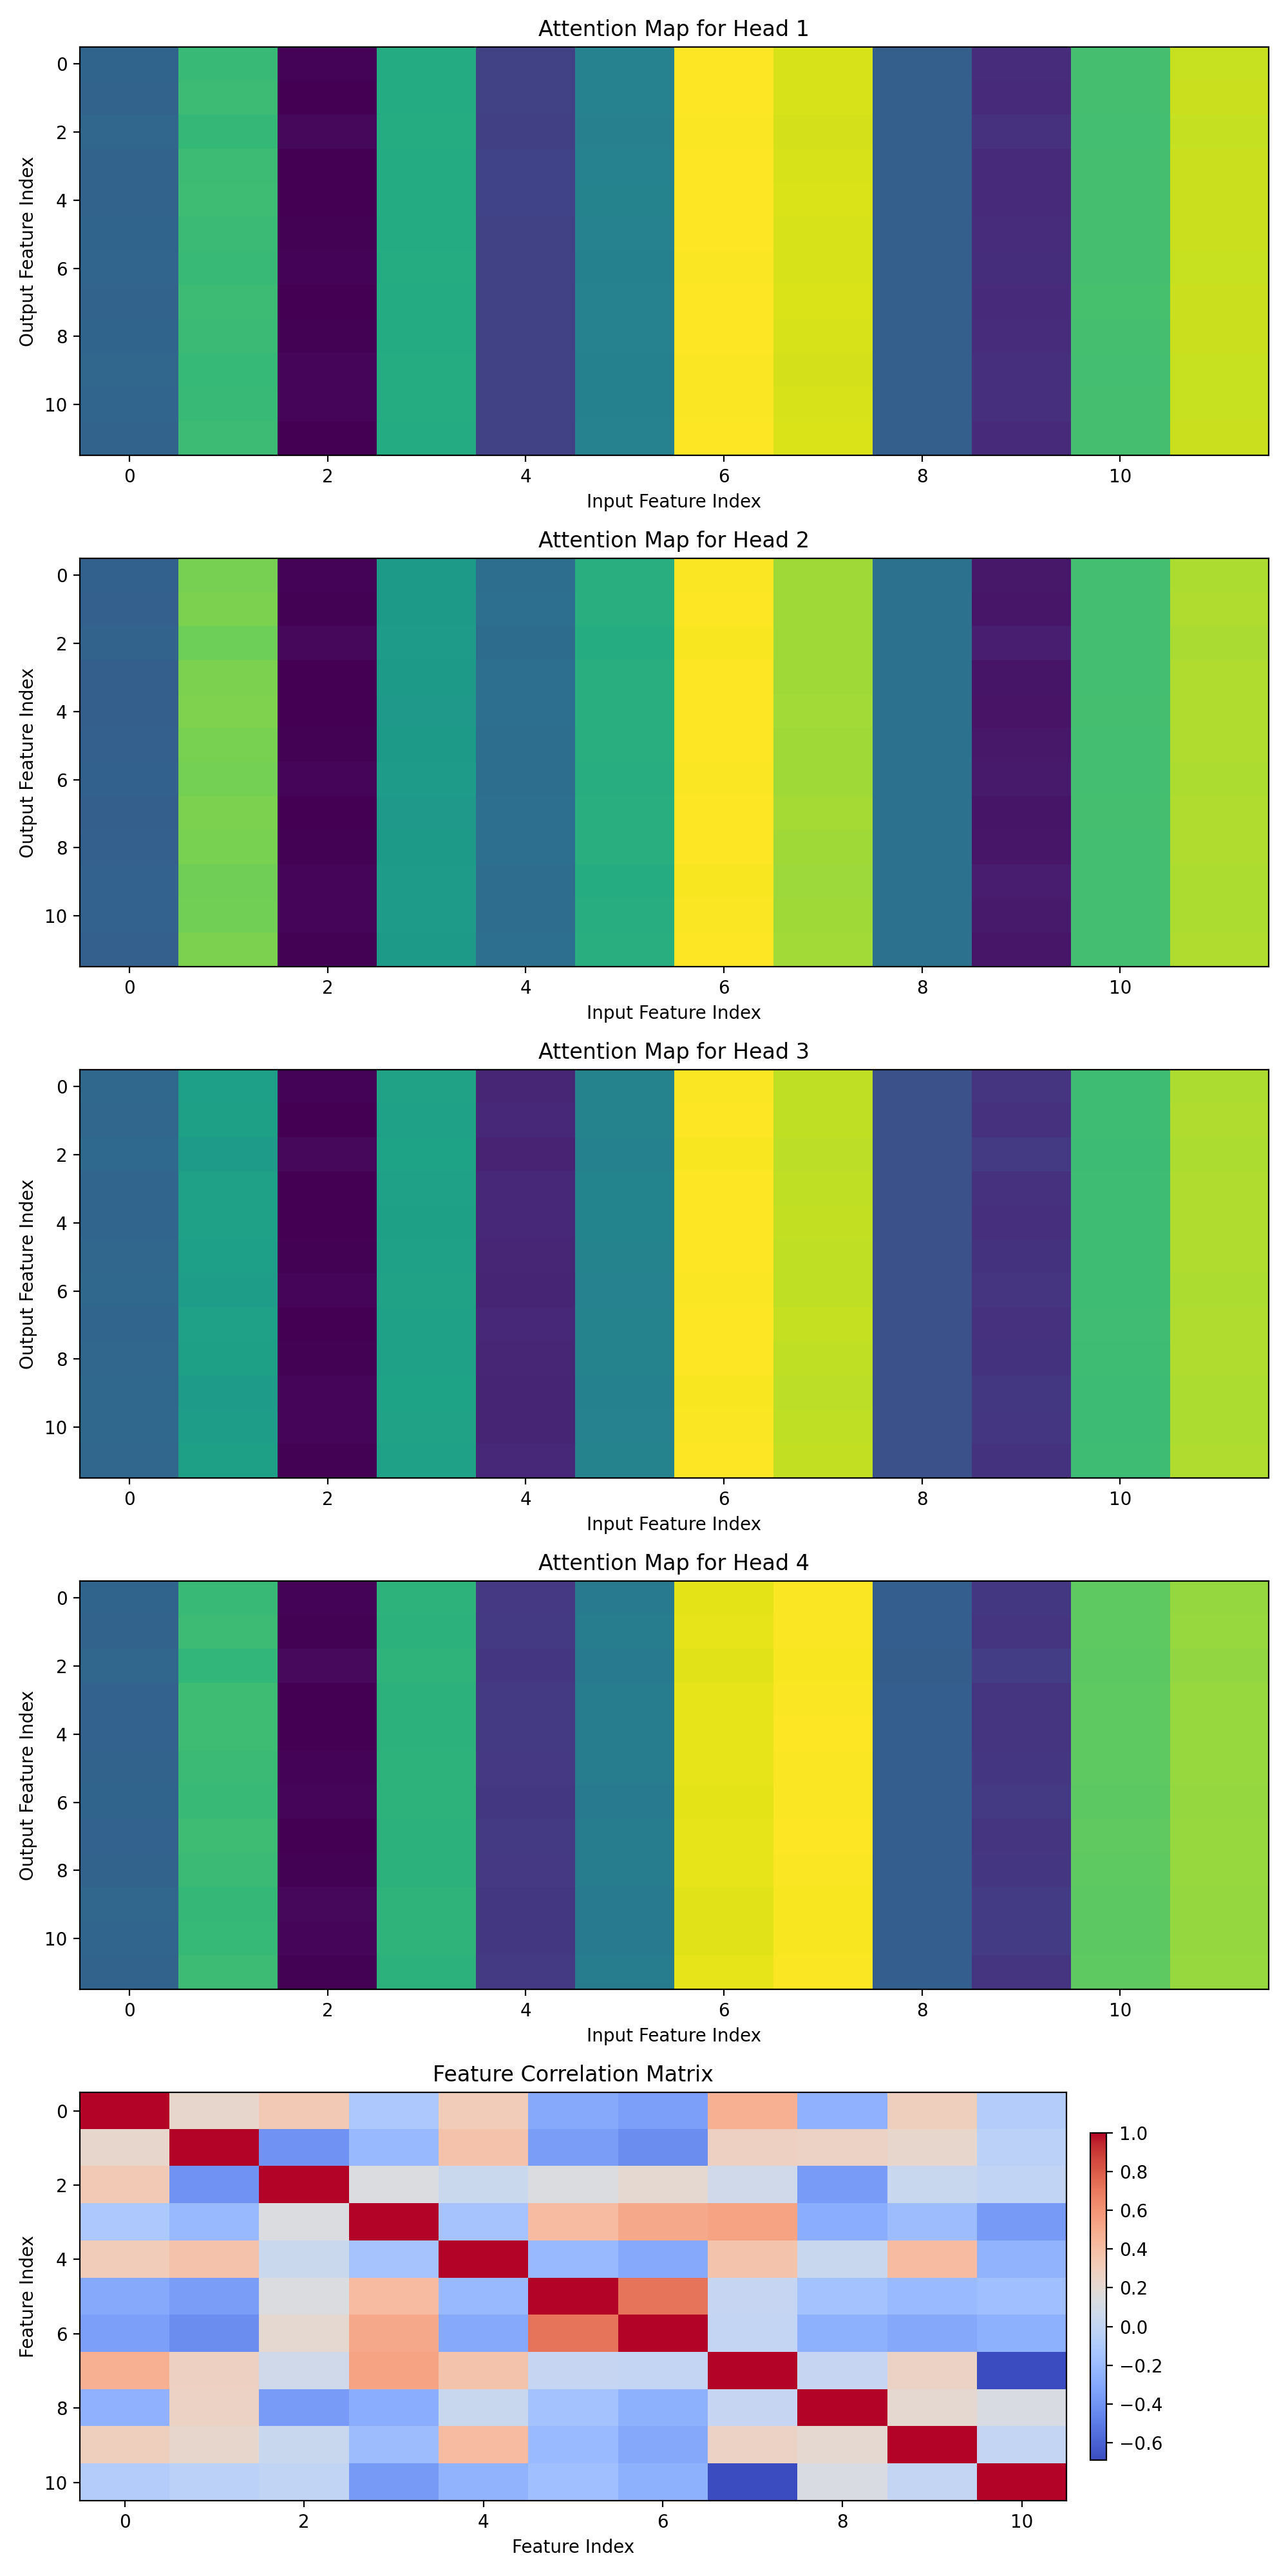 Attention Map for Head 1
0
2
4
6
8
10
Output Feature Index
0 2 4 6 8 10
Input Feature Index
Attention Map for Head 2
0
2
4
6
8
10
Output Feature Index
0 2 4 6 8 10
Input Feature Index
Attention Map for Head 3
0
2
4
6
8
10
Output Feature Index
0 2 4 6 8 10
Input Feature Index
Attention Map for Head 4
0
2
4
6
8
10
Output Feature Index
0 2 4 6 8 10
Input Feature Index
Feature Correlation Matrix
0
2
4
6
8
10
Feature Index
0 2 4 6 8 10
Feature Index
1.0
0.8
0.6
0.4
0.2
0.0
−0.2
−0.4
−0.6